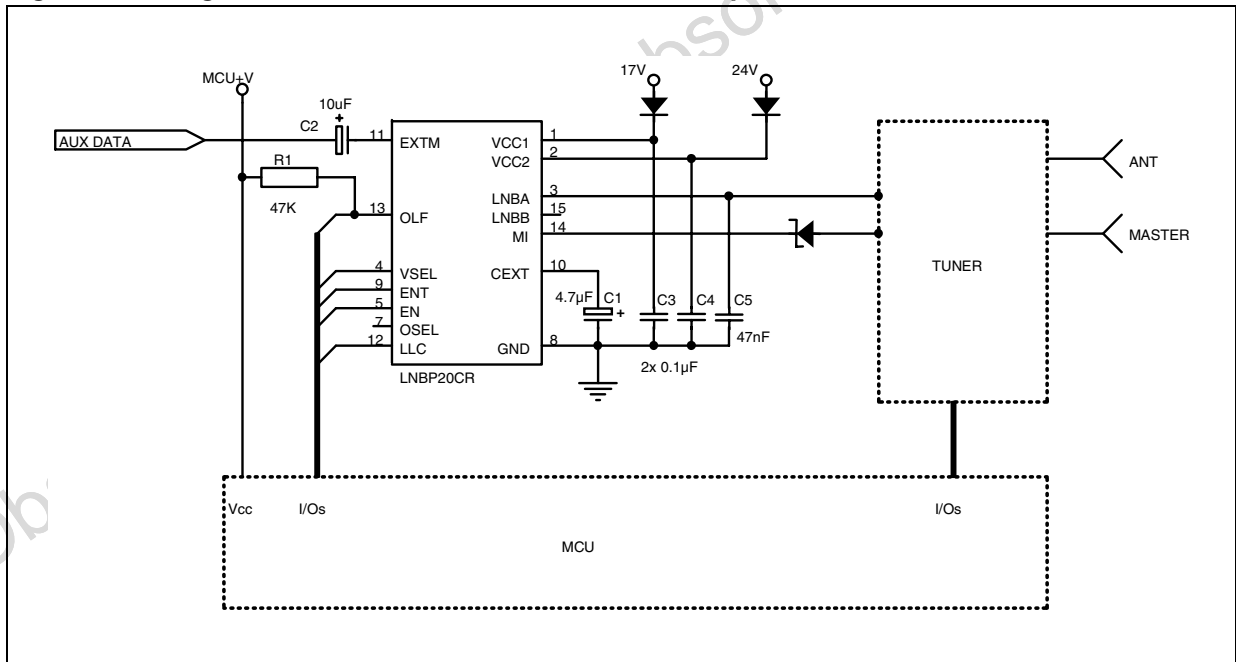 MCU+V
17V
24V
10uF
+
C2
AUX DATA
11
EXTM
VCC1
1
VCC2
2
R1
47K
13
OLF
LNBA
3
LNBB
15
MI
14
ANT
MASTER
TUNER
4
VSEL
CEXT
10
9
ENT
5
EN
7
OSEL
12
LLC
GND
8
4.7µF
C1
+
C3
C4
C5
47nF
2x 0.1µF
LNBP20CR
Vcc
I/Os
I/Os
MCU